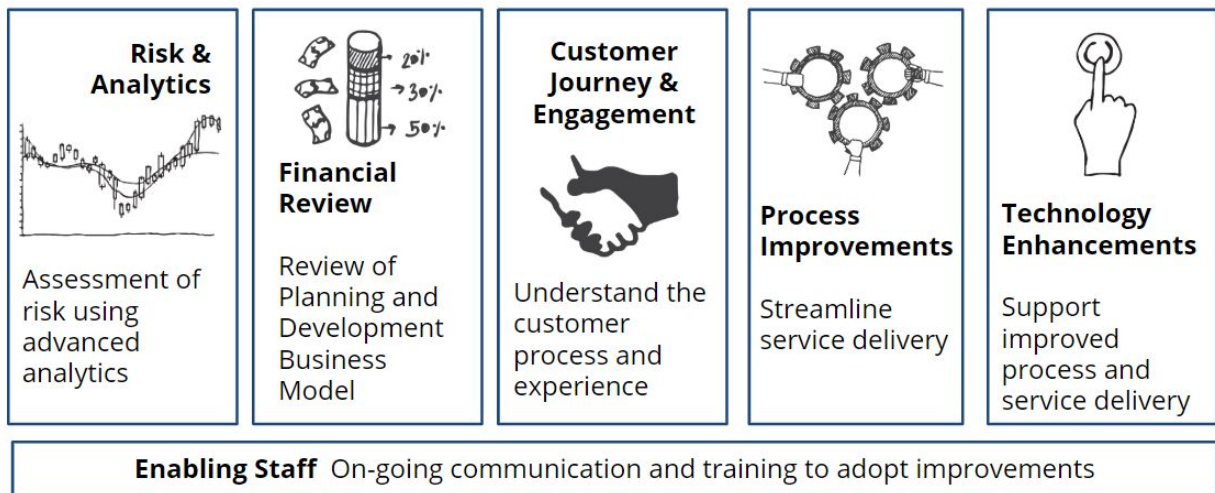 Risk &
Analytics
Assessment of
risk using
advanced
analytics
20%
30%
50%
Financial
Review
Review of
Planning and
Development
Business
Model
Customer
Journey &
Engagement
Understand the
customer
process and
experience
Process
Improvements
Streamline
service delivery
Technology
Enhancements
Support
improved
process and
service delivery
Enabling Staff On-going communication and training to adopt improvements